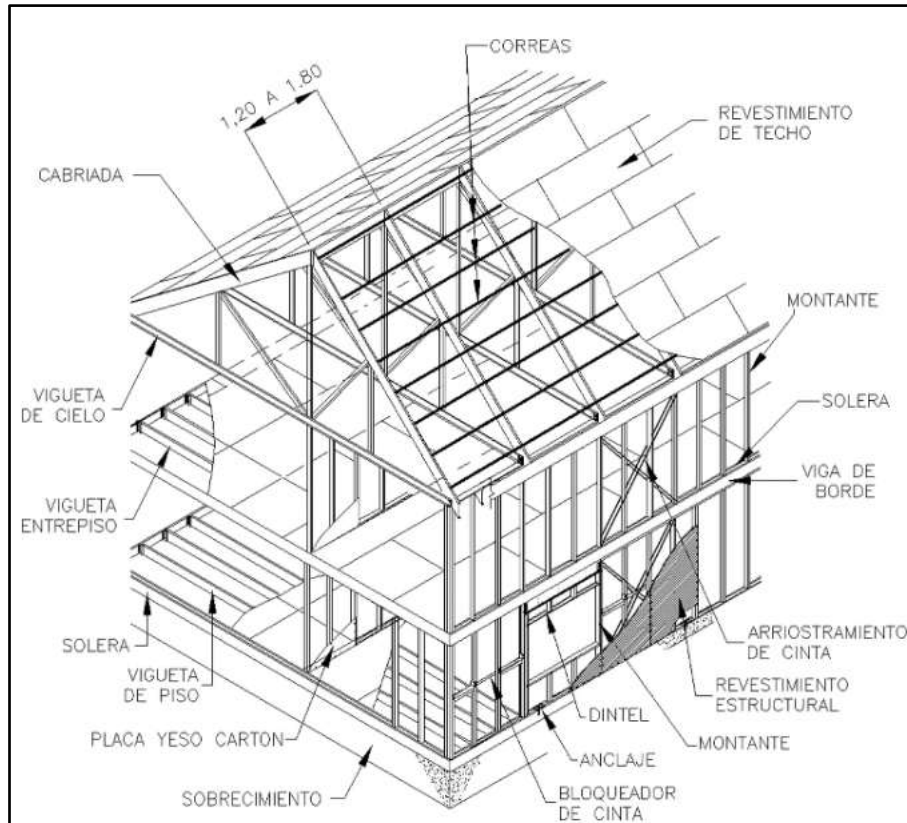 CORREAS
1,20 A 1.80
REVESTIMIENTO
DE TECHO
CABRIADA
MONTANTE
VIGUETA
DE CIELO
SOLERA
VIGA DE
BORDE
VIGUETA
ENTREPISO
SOLERA
ARRIOSTRAMIENTO
DE CINTA
VIGUETA
DE PISO
REVESTIMIENTO
ESTRUCTURAL
DINTEL
PLACA YESO CARTON
MONTANTE
ANCLAJE
SOBRECIMIENTO
BLOQUEADOR
DE CINTA